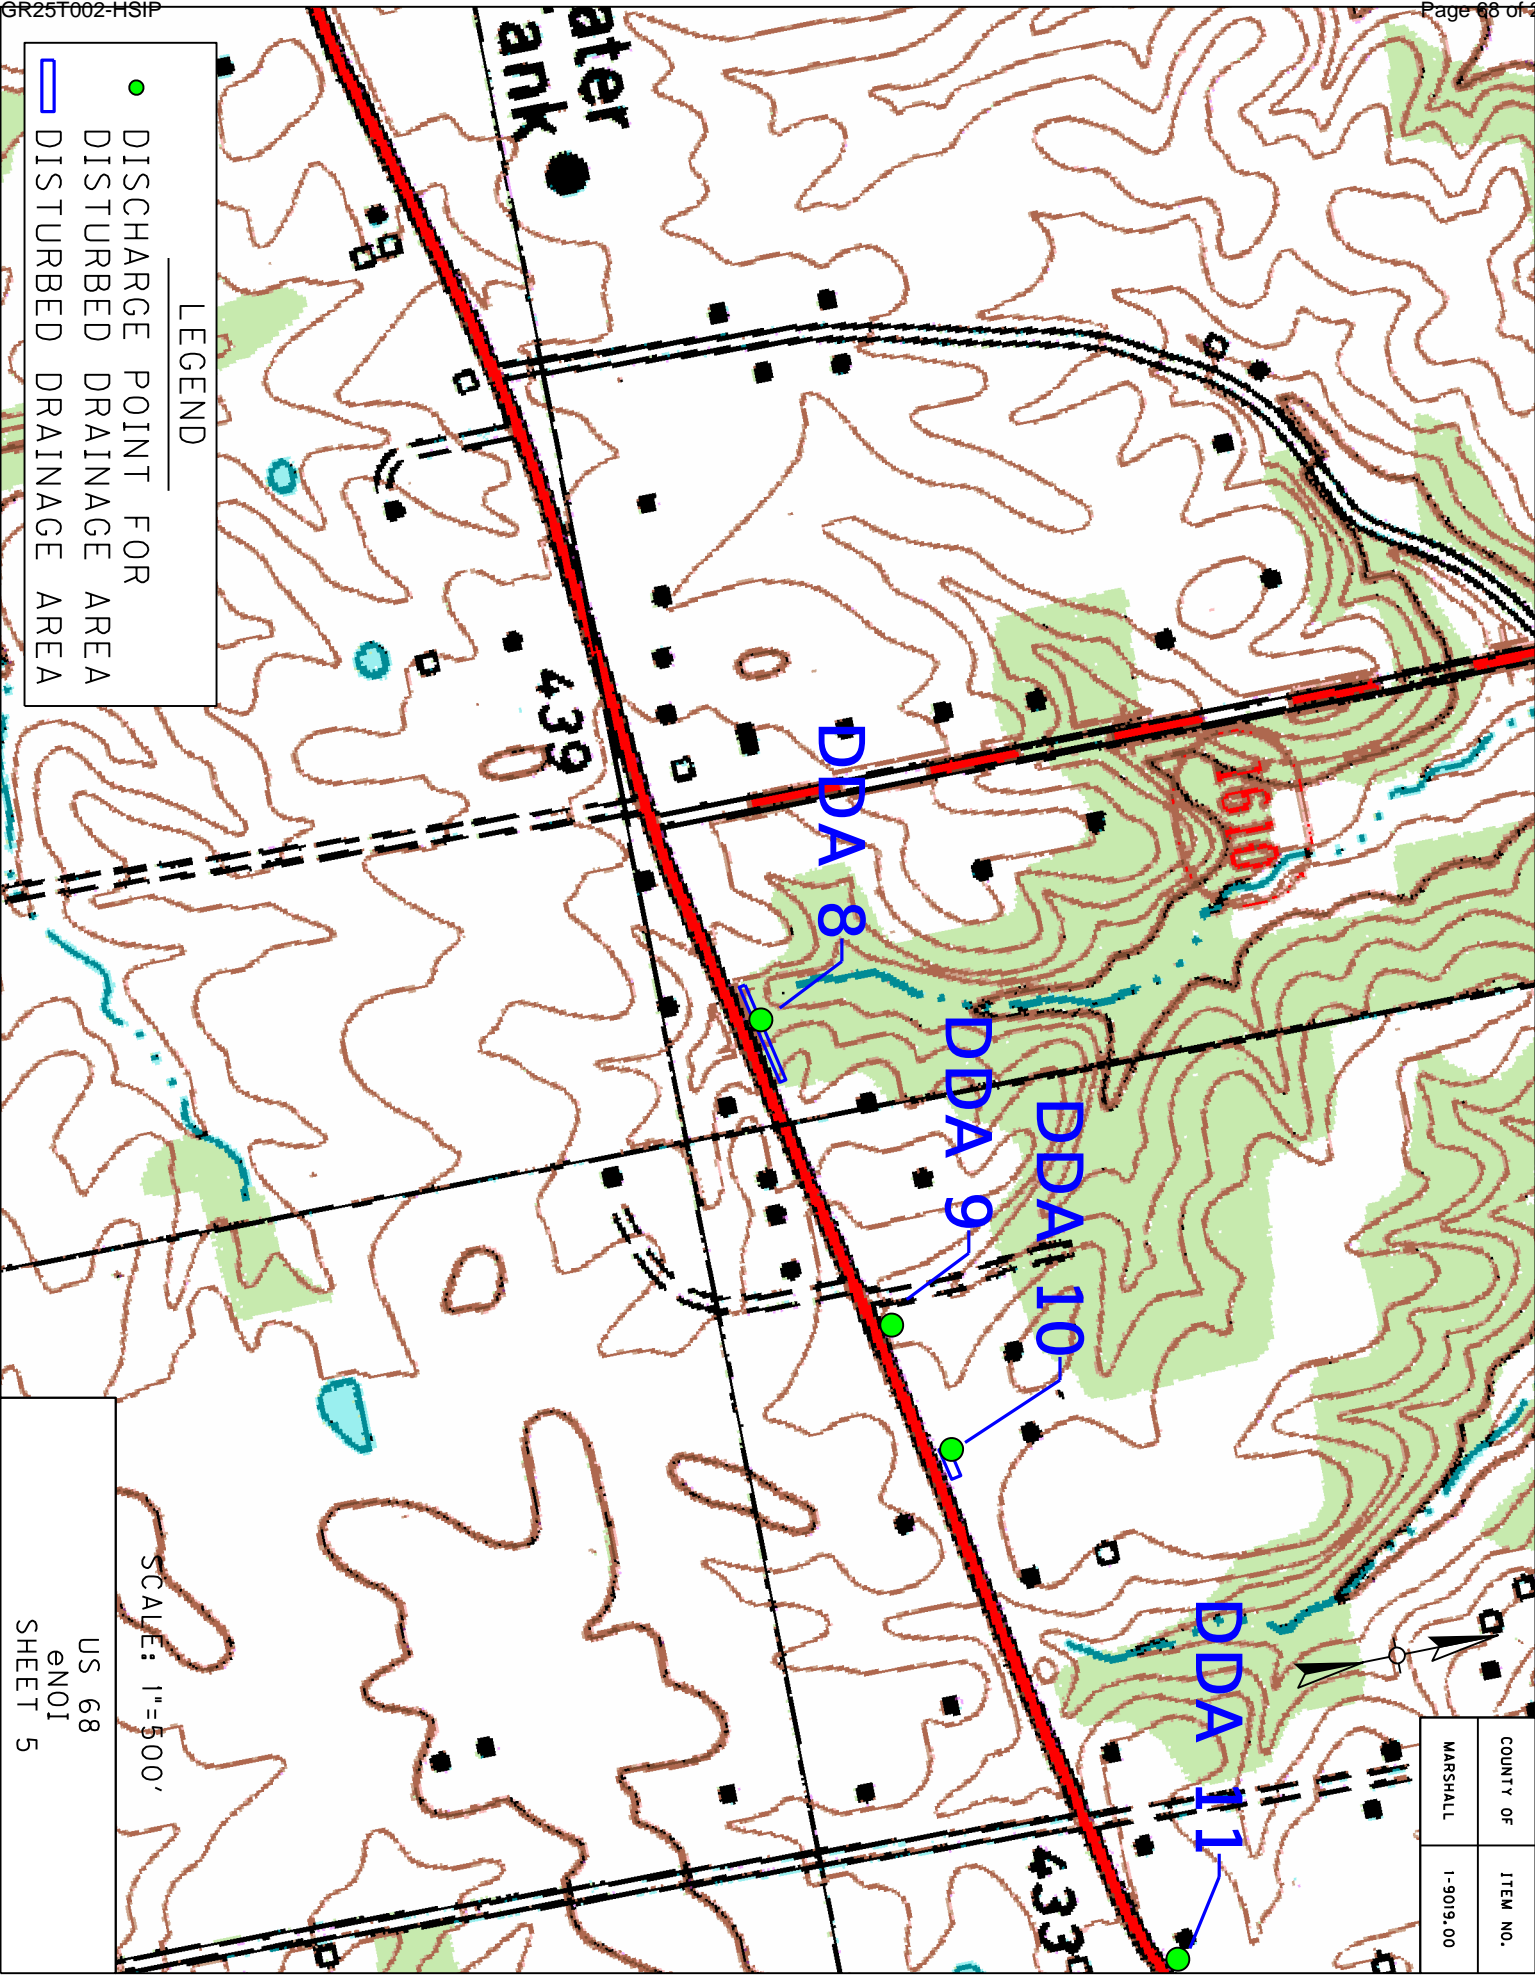 GR25T002-HSIP
Page 68 of 2
LEGEND
DISCHARGE POINT FOR
DISTURBED DRAINAGE AREA
DISTURBED DRAINAGE AREA
ater
ank
439
1610
DDA 8
DDA 9
DDA 10
DDA 11
433
COUNTY OF
ITEM NO.
MARSHALL
1-9019.00
SCALE: 1"=500'
US 68
eNOI
SHEET 5